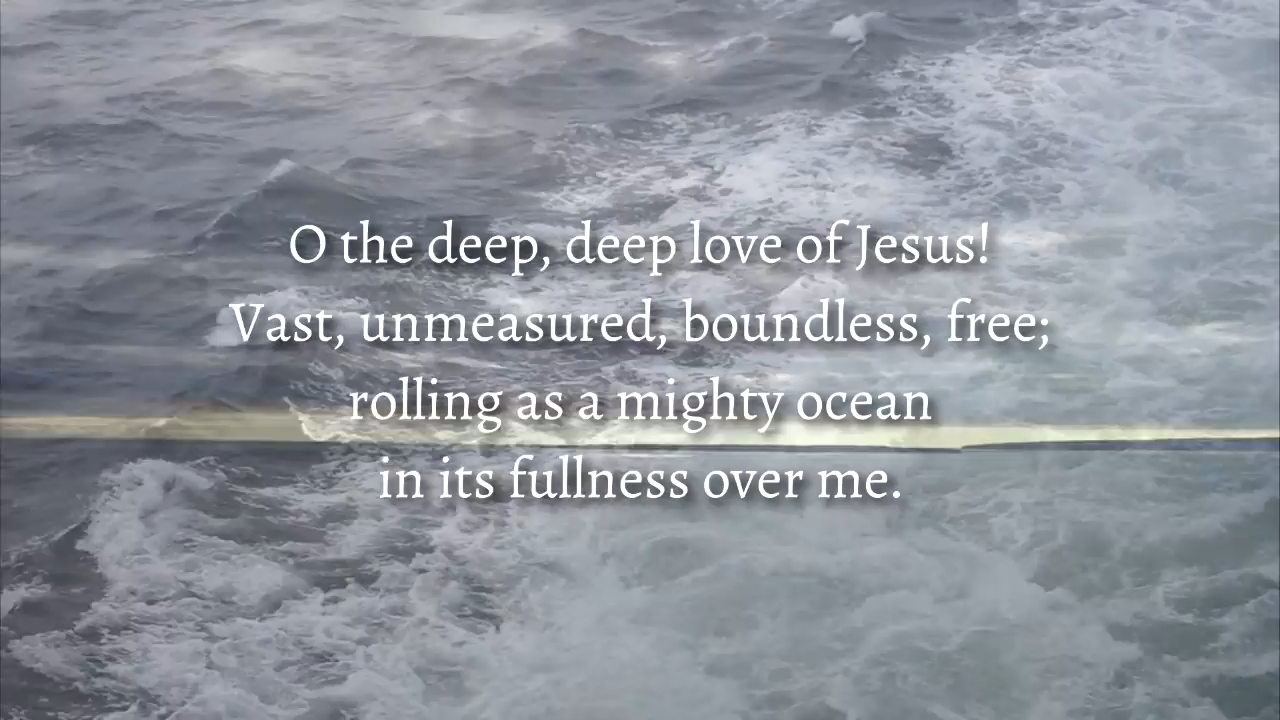 O the deep, deep love of Jesus!
Vast, unmeasured, boundless, free;
rolling as a mighty ocean
in its fullness over me.